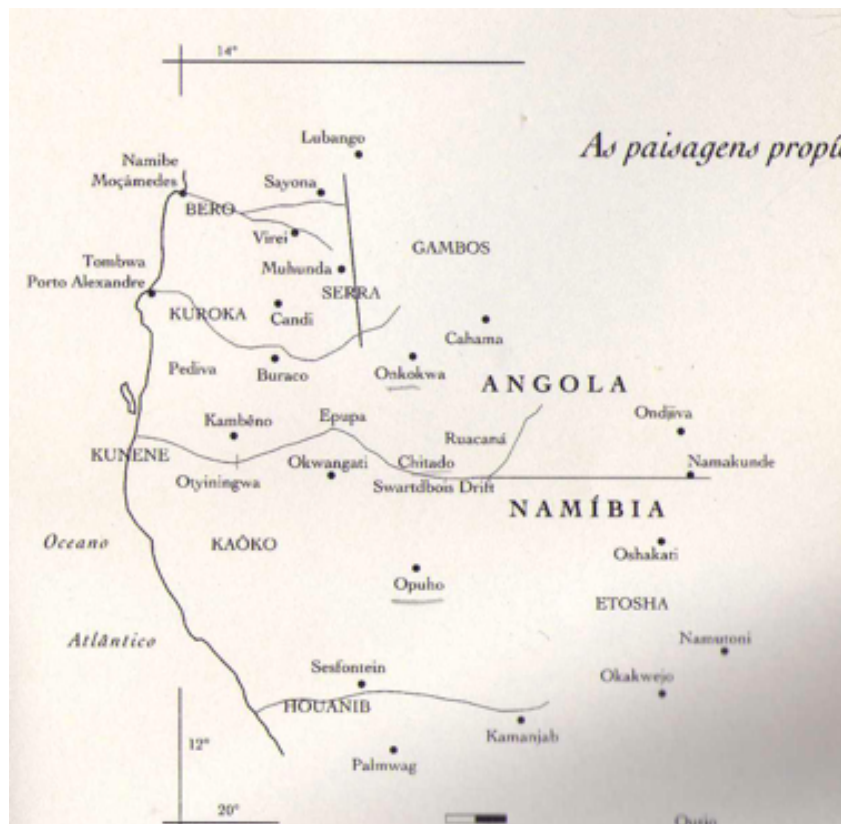 14°
Lubango
As paisagens propí
Namibe
Moçâmedes
Sayona
BERO
Virei
GAMBOS
Tombwa
Porto Alexandre
Muhunda
SERRA
KUROKA
Candi
Cahama
Pediva
Buraco
Onkokwa
ANGOLA
Kambêno
Epupa
Ondjiva
Ruacaná
KUNENE
Okwangati
Chitado
Namakunde
Otyiningwa
Swartdbois Drift
NAMÍBIA
Oceano
KAÔKO
Oshakati
Opuho
ETOSHA
Atlântico
Namutoni
Sesfontein
Okakwejo
HOUANIB
12°
Kamanjab
Palmwag
20°